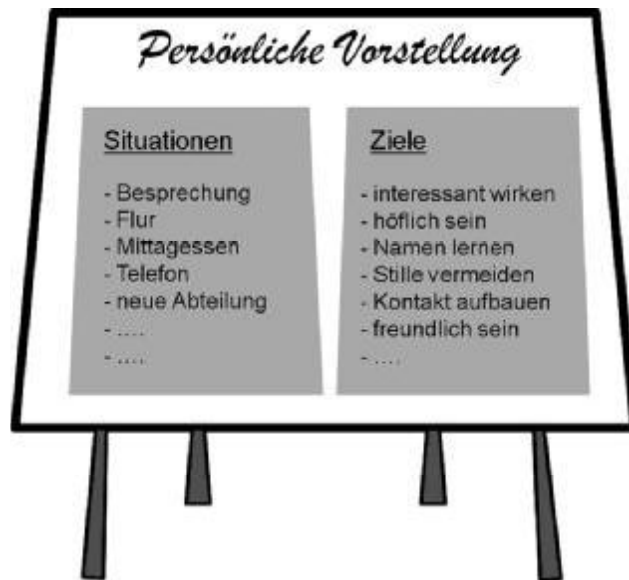 Persönliche Vorstellung
Situationen
- Besprechung
- Flur
- Mittagessen
- Telefon
- neue Abteilung
- ....
- ....
Ziele
- interessant wirken
- höflich sein
- Namen lernen
- Stille vermeiden
- Kontakt aufbauen
- freundlich sein
- ....